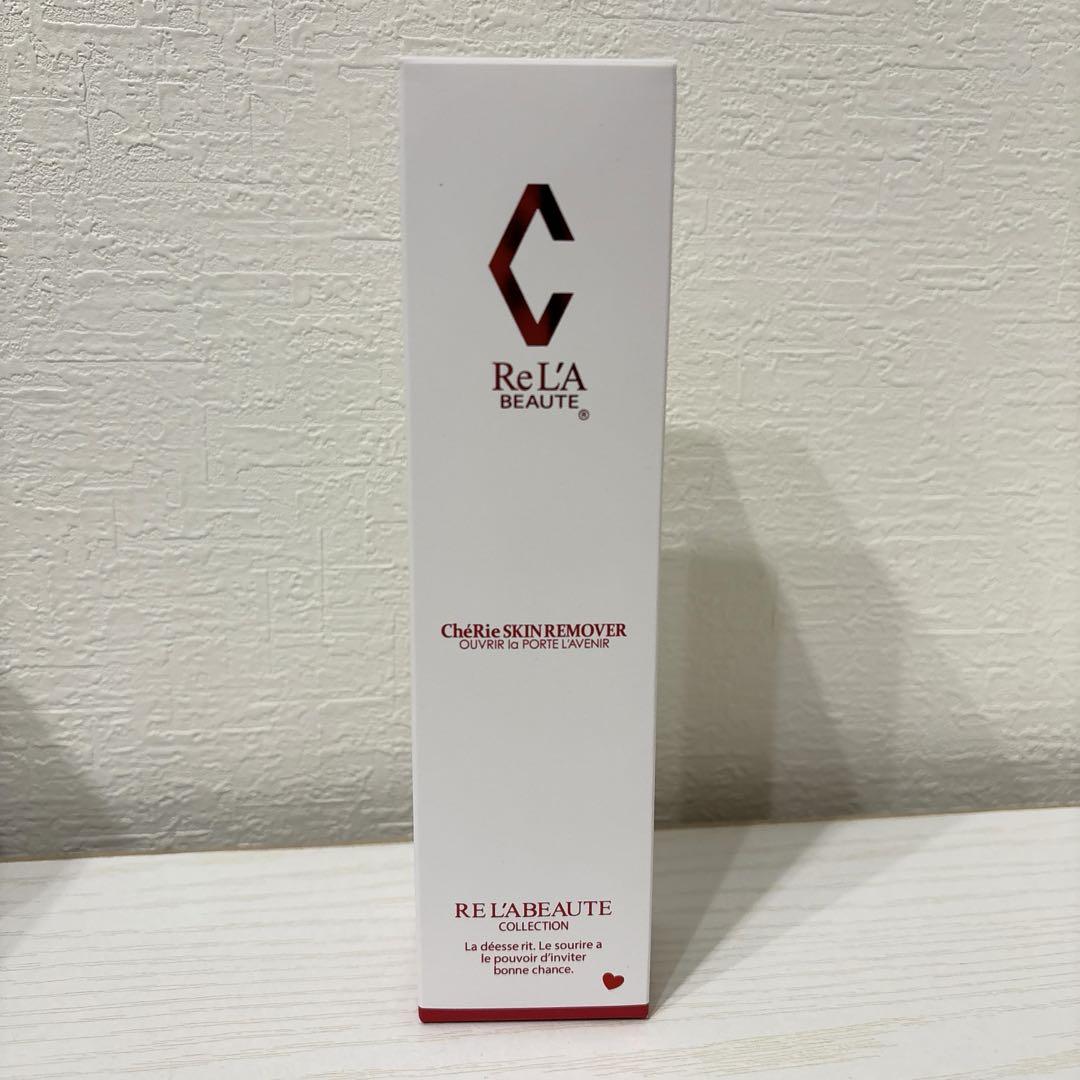 C
Re L'A
BEAUTE®
ChéRie SKIN REMOVER
OUVRIR la PORTE L'AVENIR
RE L'ABEAUTE
COLLECTION
La déesse rit. Le sourire a
le pouvoir d'inviter
bonne chance.